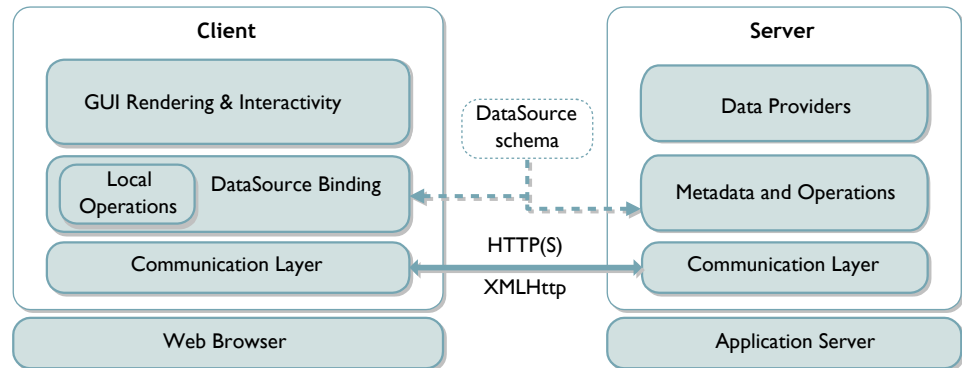 Client
GUI Rendering & Interactivity
Local
Operations
DataSource Binding
Communication Layer
Web Browser
DataSource
schema
HTTP(S)
XMLHttp
Server
Data Providers
Metadata and Operations
Communication Layer
Application Server